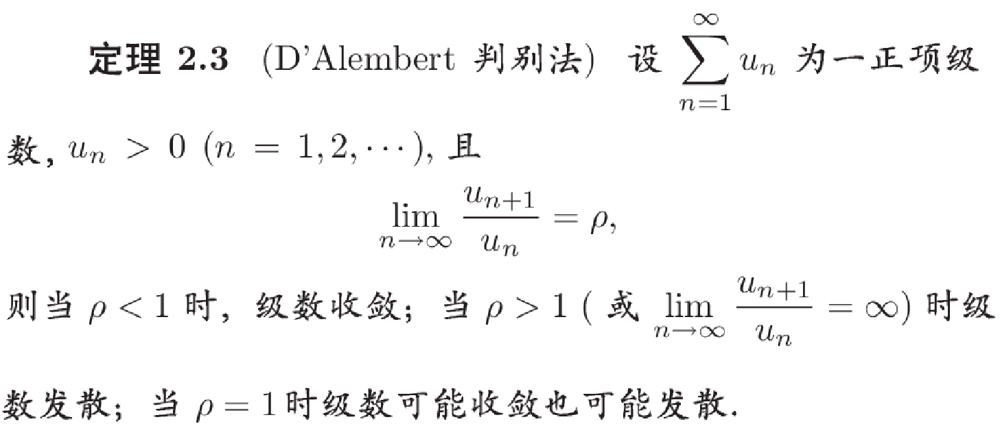 定理 2.3 (D'Alembert 判别法) 设 $\sum_{n=1}^{\infty} u_n$ 为一正项级
数, $u_n > 0$ ($n = 1, 2, \cdots$), 且
$\lim_{n \to \infty} \frac{u_{n+1}}{u_n} = \rho,$
则当 $\rho < 1$ 时, 级数收敛; 当 $\rho > 1$ ( 或 $\lim_{n \to \infty} \frac{u_{n+1}}{u_n} = \infty$) 时级
数发散; 当 $\rho = 1$ 时级数可能收敛也可能发散.